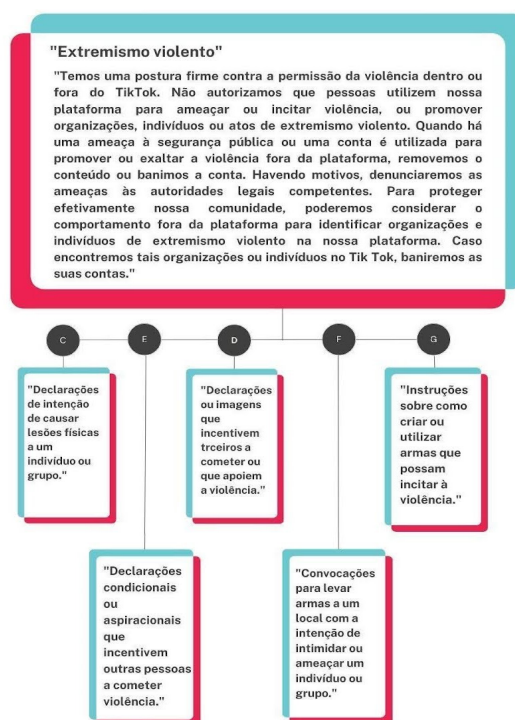 "Extremismo violento"
"Temos uma postura firme contra a permissão da violência dentro ou
fora do TikTok. Não autorizamos que pessoas utilizem nossa
plataforma para ameaçar ou incitar violência, ou promover
organizações, indivíduos ou atos de extremismo violento. Quando há
uma ameaça à segurança pública ou uma conta é utilizada para
promover ou exaltar a violência fora da plataforma, removemos o
conteúdo ou banimos a conta. Havendo motivos, denunciaremos as
ameaças às autoridades legais competentes. Para proteger
efetivamente nossa comunidade, poderemos considerar o
comportamento fora da plataforma para identificar organizações e
indivíduos de extremismo violento na nossa plataforma. Caso
encontremos tais organizações ou indivíduos no Tik Tok, baniremos as
suas contas."
C
E
D
F
G
"Declarações
de intenção
de causar
lesões físicas
a um
indivíduo ou
grupo."
"Declarações
ou imagens
que
incentivem
trceiros a
cometer ou
que apoiem
a violência."
"Instruções
sobre como
criar ou
utilizar
armas que
possam
incitar à
violência."
"Declarações
condicionais
ou
aspiracionais
que
incentivem
outras pessoas
a cometer
violência."
"Convocações
para levar
armas a um
local com a
intenção de
intimidar ou
ameaçar um
indivíduo ou
grupo."